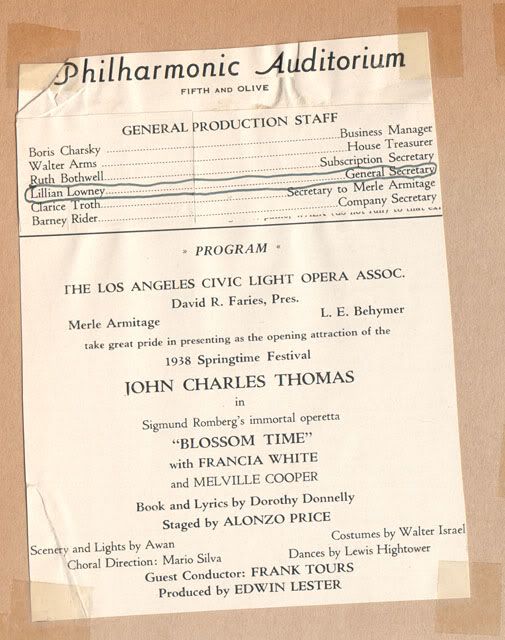 Philharmonic Auditorium
FIFTH AND OLIVE
GENERAL PRODUCTION STAFF
Boris Charsky Business Manager
Walter Arms House Treasurer
Ruth Bothwell Subscription Secretary
Lillian Lowney General Secretary
Clarice Troth Secretary to Merle Armitage
Barney Rider Company Secretary
» PROGRAM «
THE LOS ANGELES CIVIC LIGHT OPERA ASSOC.
David R. Faries, Pres.
Merle Armitage L. E. Behymer
take great pride in presenting as the opening attraction of the
1938 Springtime Festival
JOHN CHARLES THOMAS
in
Sigmund Romberg's immortal operetta
"BLOSSOM TIME"
with FRANCIA WHITE
and MELVILLE COOPER
Book and Lyrics by Dorothy Donnelly
Staged by ALONZO PRICE
Scenery and Lights by Awan Costumes by Walter Israel
Choral Direction: Mario Silva Dances by Lewis Hightower
Guest Conductor: FRANK TOURS
Produced by EDWIN LESTER